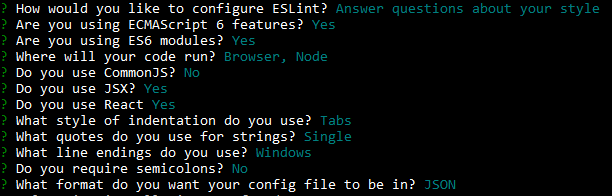 ? How would you like to configure ESLint? Answer questions about your style
? Are you using ECMAScript 6 features? Yes
? Are you using ES6 modules? Yes
? Where will your code run? Browser, Node
? Do you use CommonJS? No
? Do you use JSX? Yes
? Do you use React Yes
? What style of indentation do you use? Tabs
? What quotes do you use for strings? Single
? What line endings do you use? Windows
? Do you require semicolons? No
? What format do you want your config file to be in? JSON